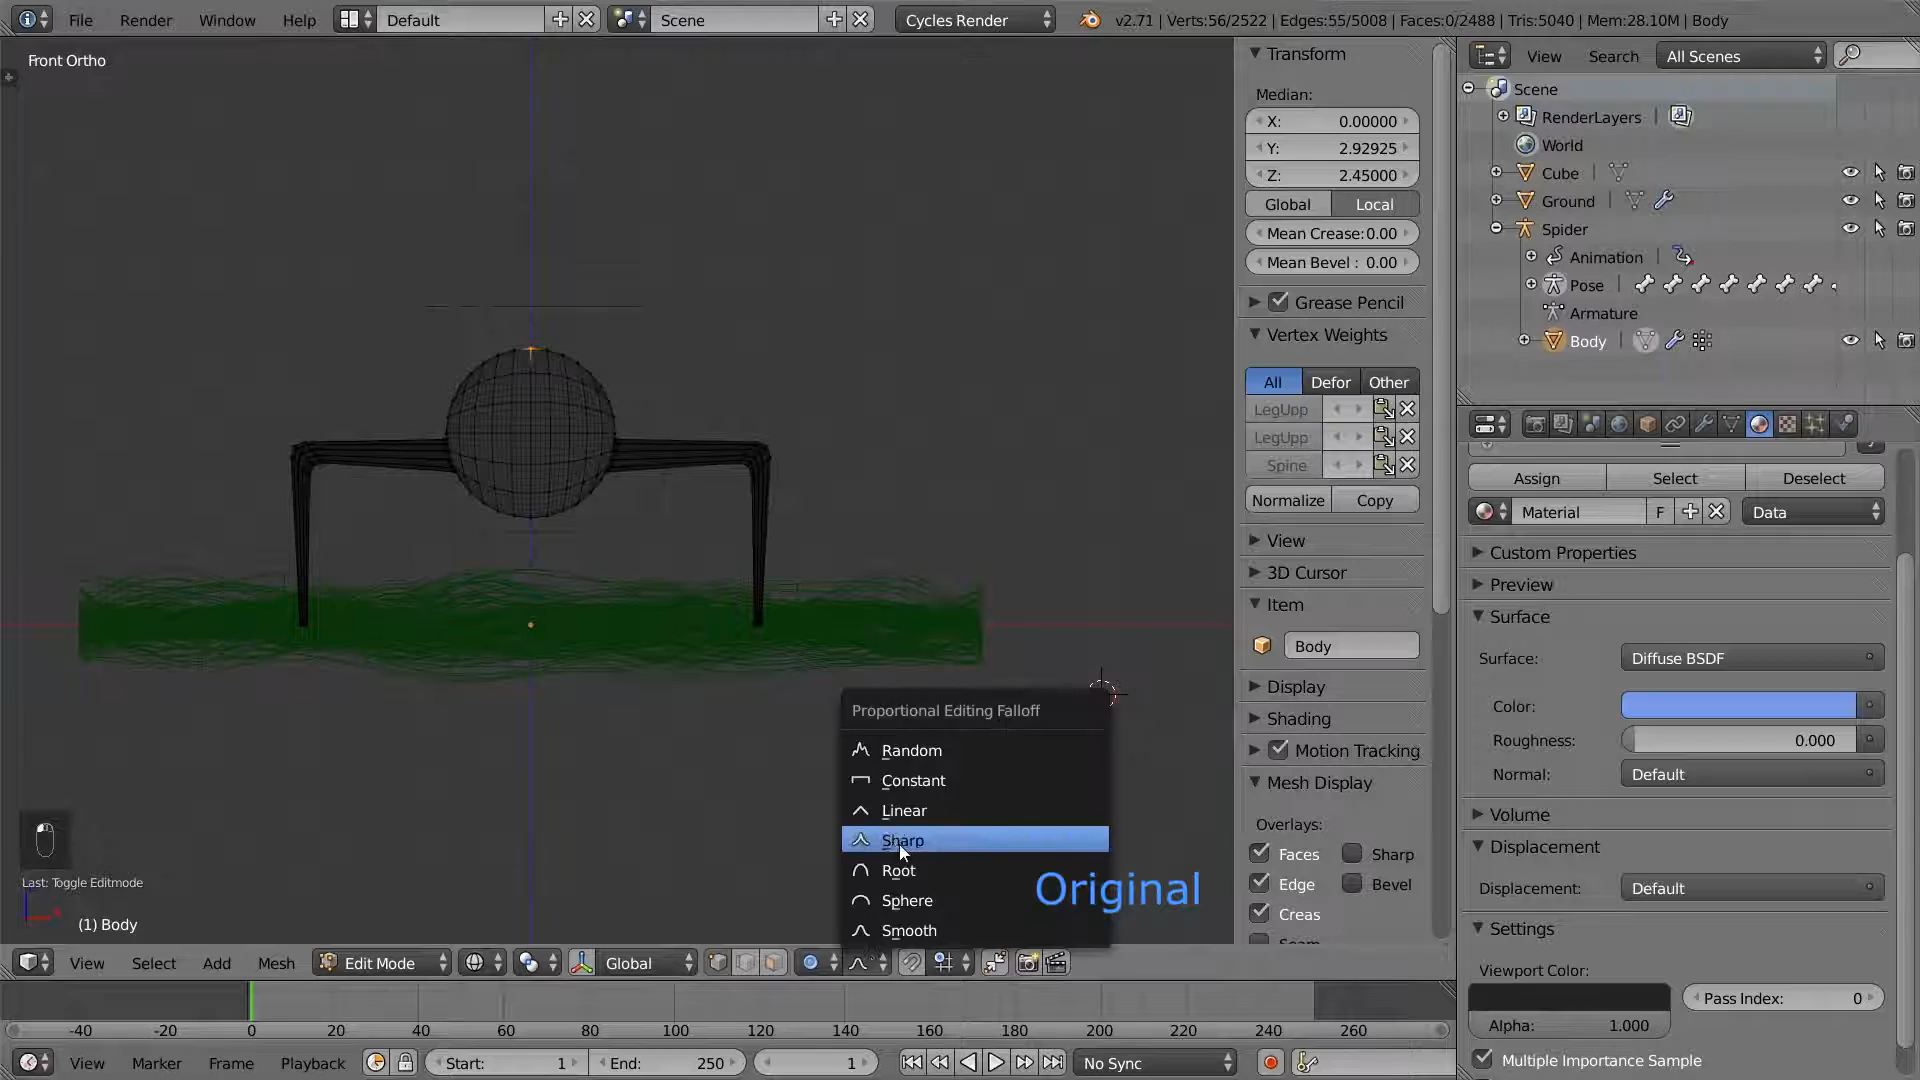 File Render Window Help Default Scene Cycles Render v2.71 | Verts:56/2522 | Edges:55/5008 | Faces:0/2488 | Tris:5040 | Mem:28.10M | Body
Front Ortho
Transform
Median:
X: 0.00000
Y: 2.92925
Z: 2.45000
Global Local
Mean Crease:0.00
Mean Bevel : 0.00
Grease Pencil
Vertex Weights
All Defor Other
LegUpp
LegUpp
Spine
Normalize Copy
View
3D Cursor
Item
Body
Display
Shading
Motion Tracking
Mesh Display
Overlays:
Faces Sharp
Edge Bevel
Creas
View Search All Scenes
Scene
RenderLayers
World
Cube
Ground
Spider
Animation
Pose
Armature
Body
Assign Select Deselect
Material F Data
Custom Properties
Preview
Surface
Surface: Diffuse BSDF
Color:
Roughness: 0.000
Normal: Default
Volume
Displacement
Displacement: Default
Settings
Viewport Color:
Pass Index: 0
Alpha: 1.000
Multiple Importance Sample
Proportional Editing Falloff
Random
Constant
Linear
Sharp
Root
Sphere
Smooth
Original
Last: Toggle Editmode
(1) Body
View Select Add Mesh Edit Mode Global
-40 -20 0 20 40 60 80 100 120 140 160 180 200 220 240 260
View Marker Frame Playback Start: 1 End: 250 1 No Sync